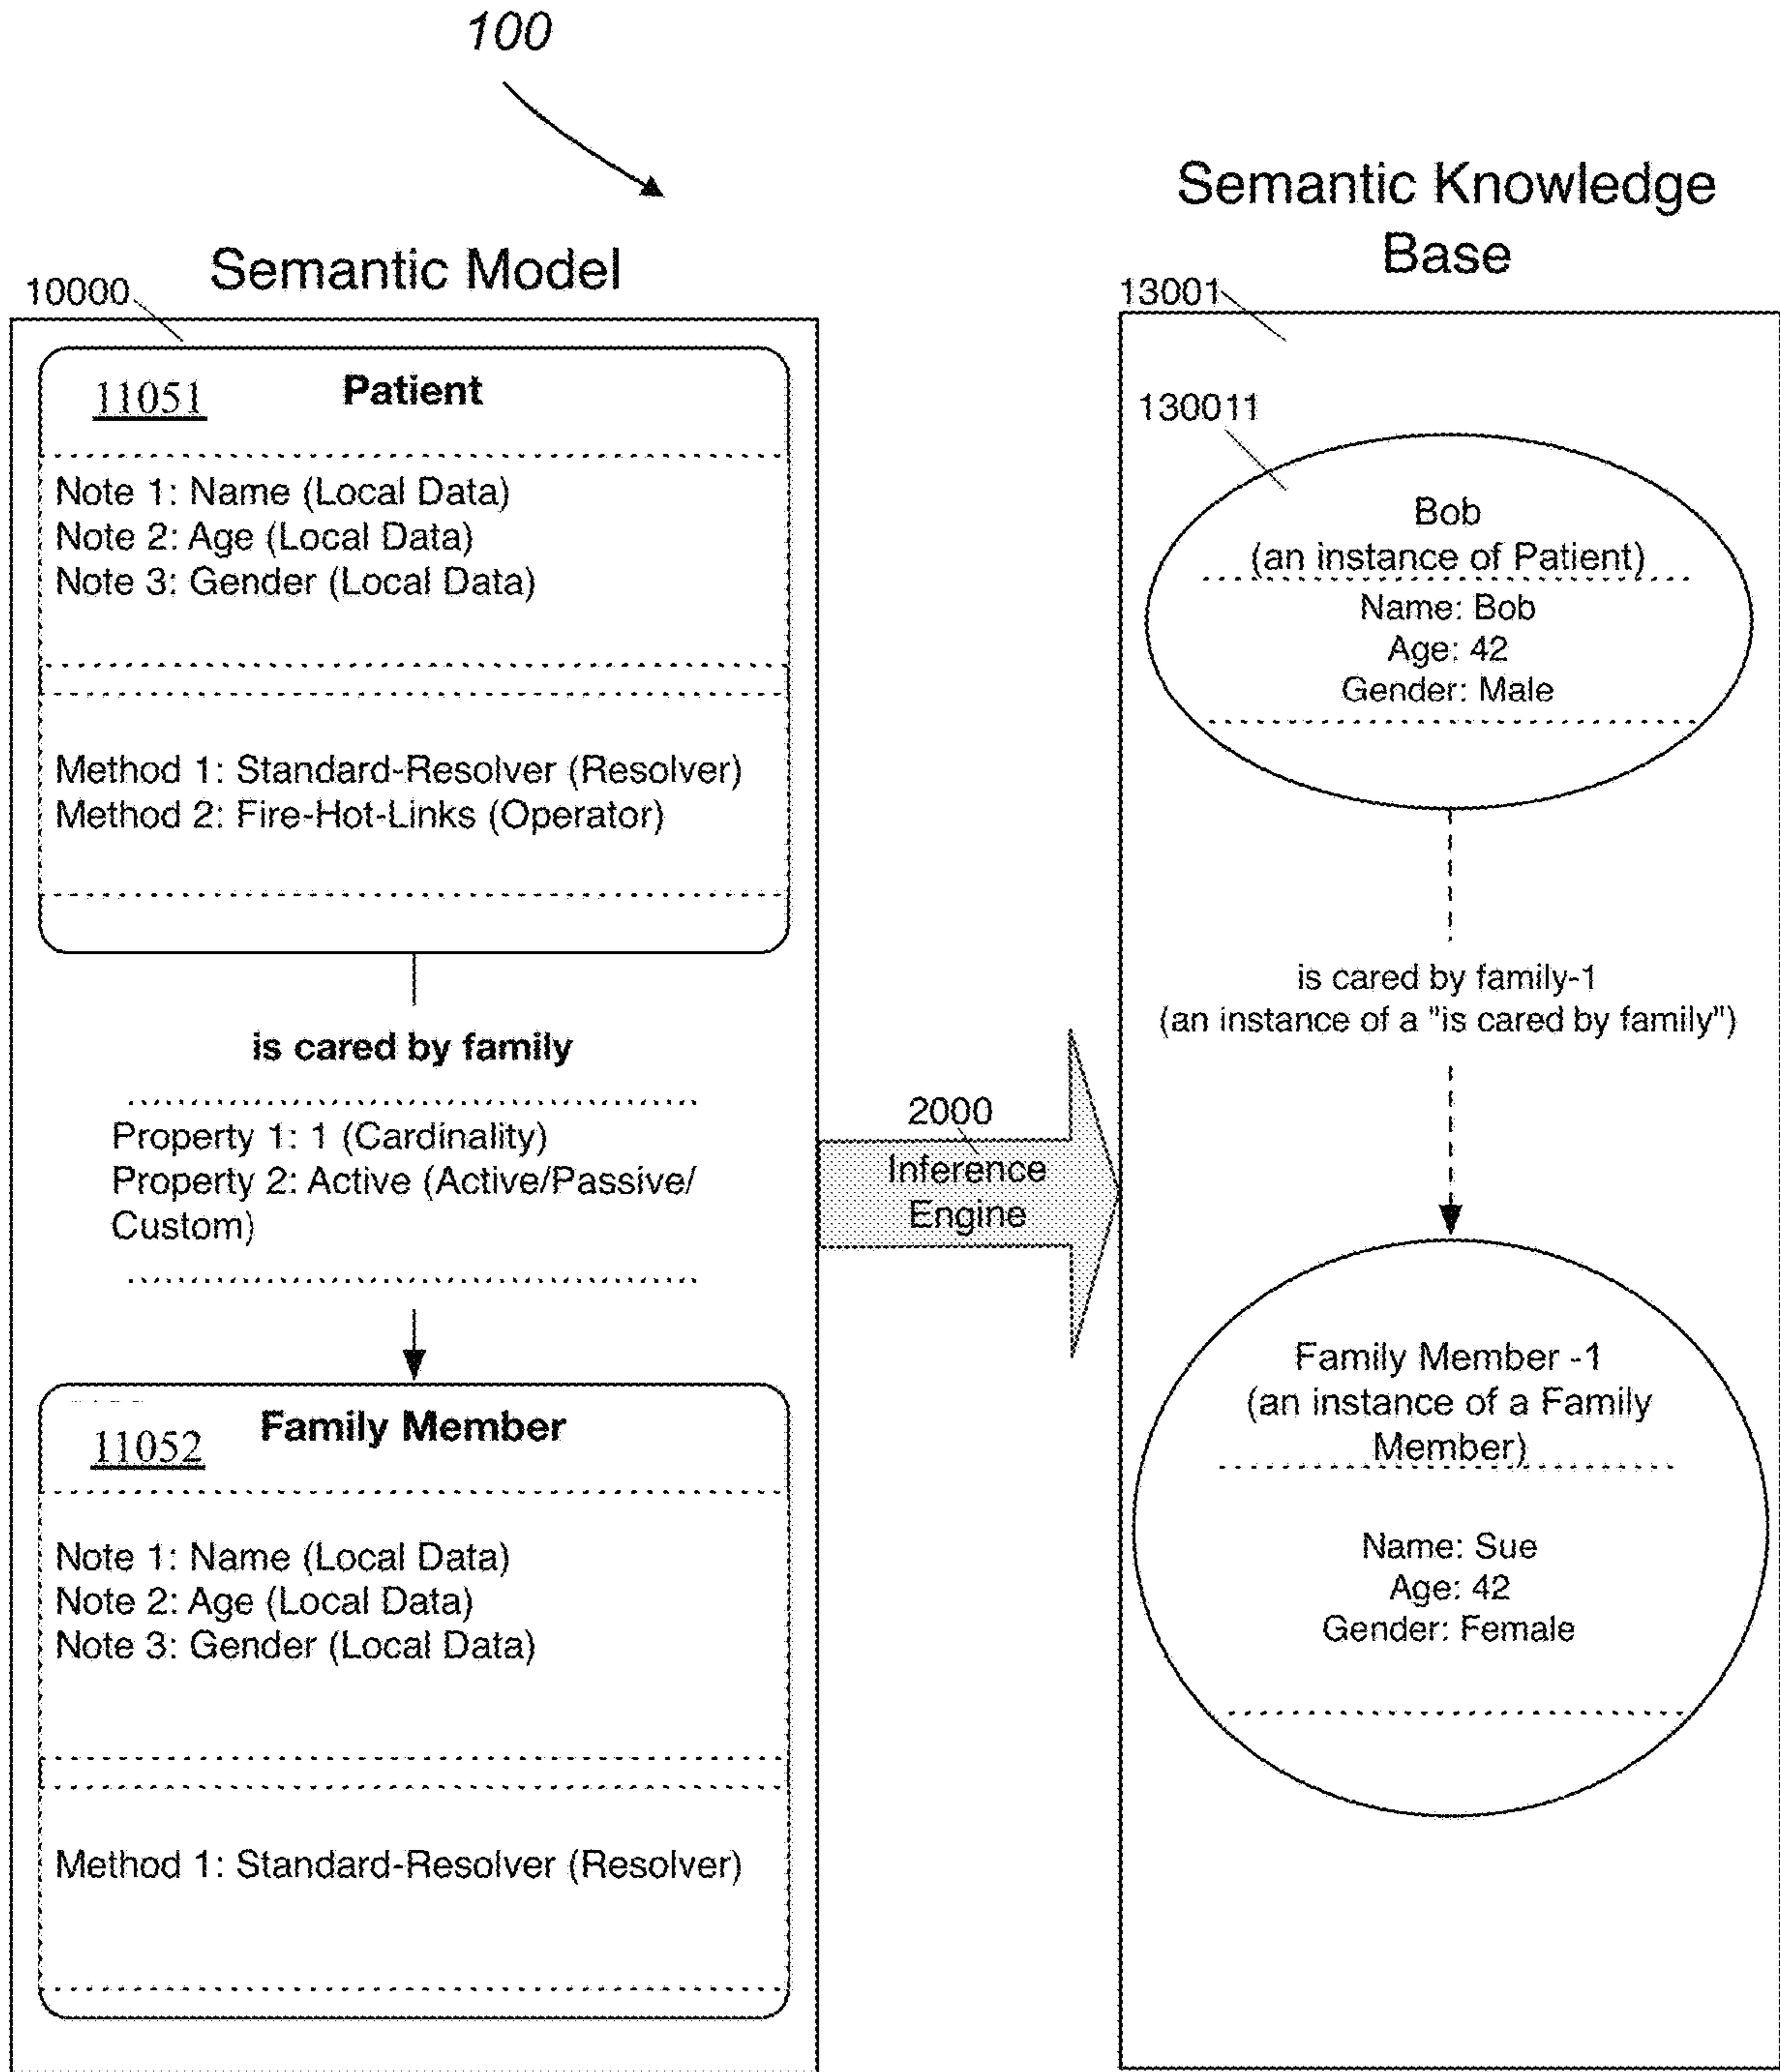 100
Semantic Model
10000
11051
Patient
Note 1: Name (Local Data)
Note 2: Age (Local Data)
Note 3: Gender (Local Data)
Method 1: Standard-Resolver (Resolver)
Method 2: Fire-Hot-Links (Operator)
is cared by family
Property 1: 1 (Cardinality)
Property 2: Active (Active/Passive/
Custom)
11052
Family Member
Note 1: Name (Local Data)
Note 2: Age (Local Data)
Note 3: Gender (Local Data)
Method 1: Standard-Resolver (Resolver)
2000
Inference
Engine
Semantic Knowledge
Base
13001
130011
Bob
(an instance of Patient)
Name: Bob
Age: 42
Gender: Male
is cared by family-1
(an instance of a "is cared by family")
Family Member -1
(an instance of a Family
Member)
Name: Sue
Age: 42
Gender: Female